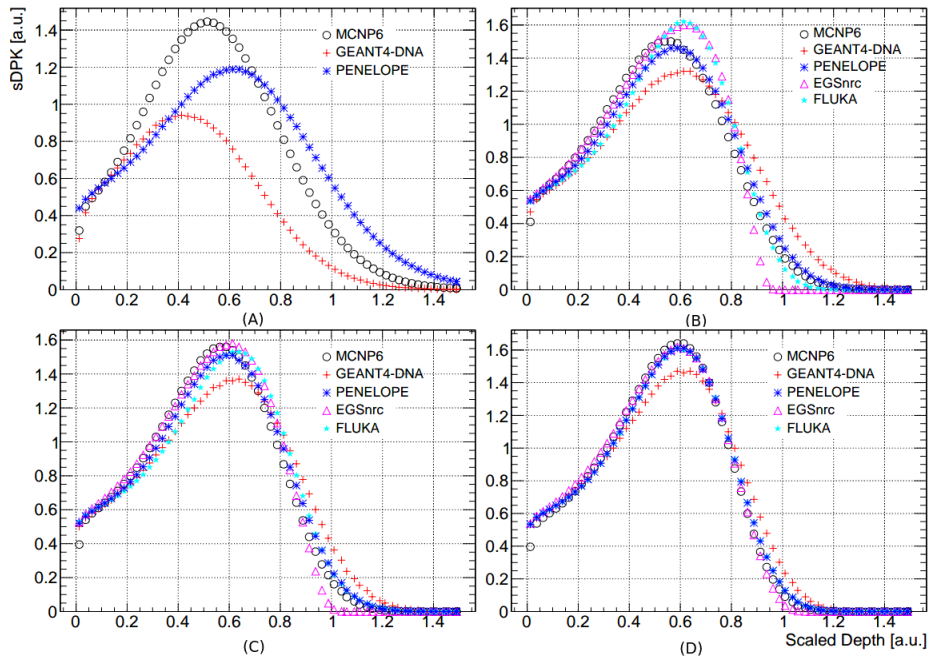 sDPK [a.u.]
1.4
1.2
1
0.8
0.6
0.4
0.2
0
MCNP6
GEANT4-DNA
PENELOPE
0 0.2 0.4 0.6 0.8 1 1.2 1.4
(A)
1.6
1.4
1.2
1
0.8
0.6
0.4
0.2
0
MCNP6
GEANT4-DNA
PENELOPE
EGSnrc
FLUKA
0 0.2 0.4 0.6 0.8 1 1.2 1.4
(B)
1.6
1.4
1.2
1
0.8
0.6
0.4
0.2
0
MCNP6
GEANT4-DNA
PENELOPE
EGSnrc
FLUKA
0 0.2 0.4 0.6 0.8 1 1.2 1.4
(C)
1.6
1.4
1.2
1
0.8
0.6
0.4
0.2
0
MCNP6
GEANT4-DNA
PENELOPE
EGSnrc
FLUKA
0 0.2 0.4 0.6 0.8 1 1.2 1.4
Scaled Depth [a.u.]
(D)